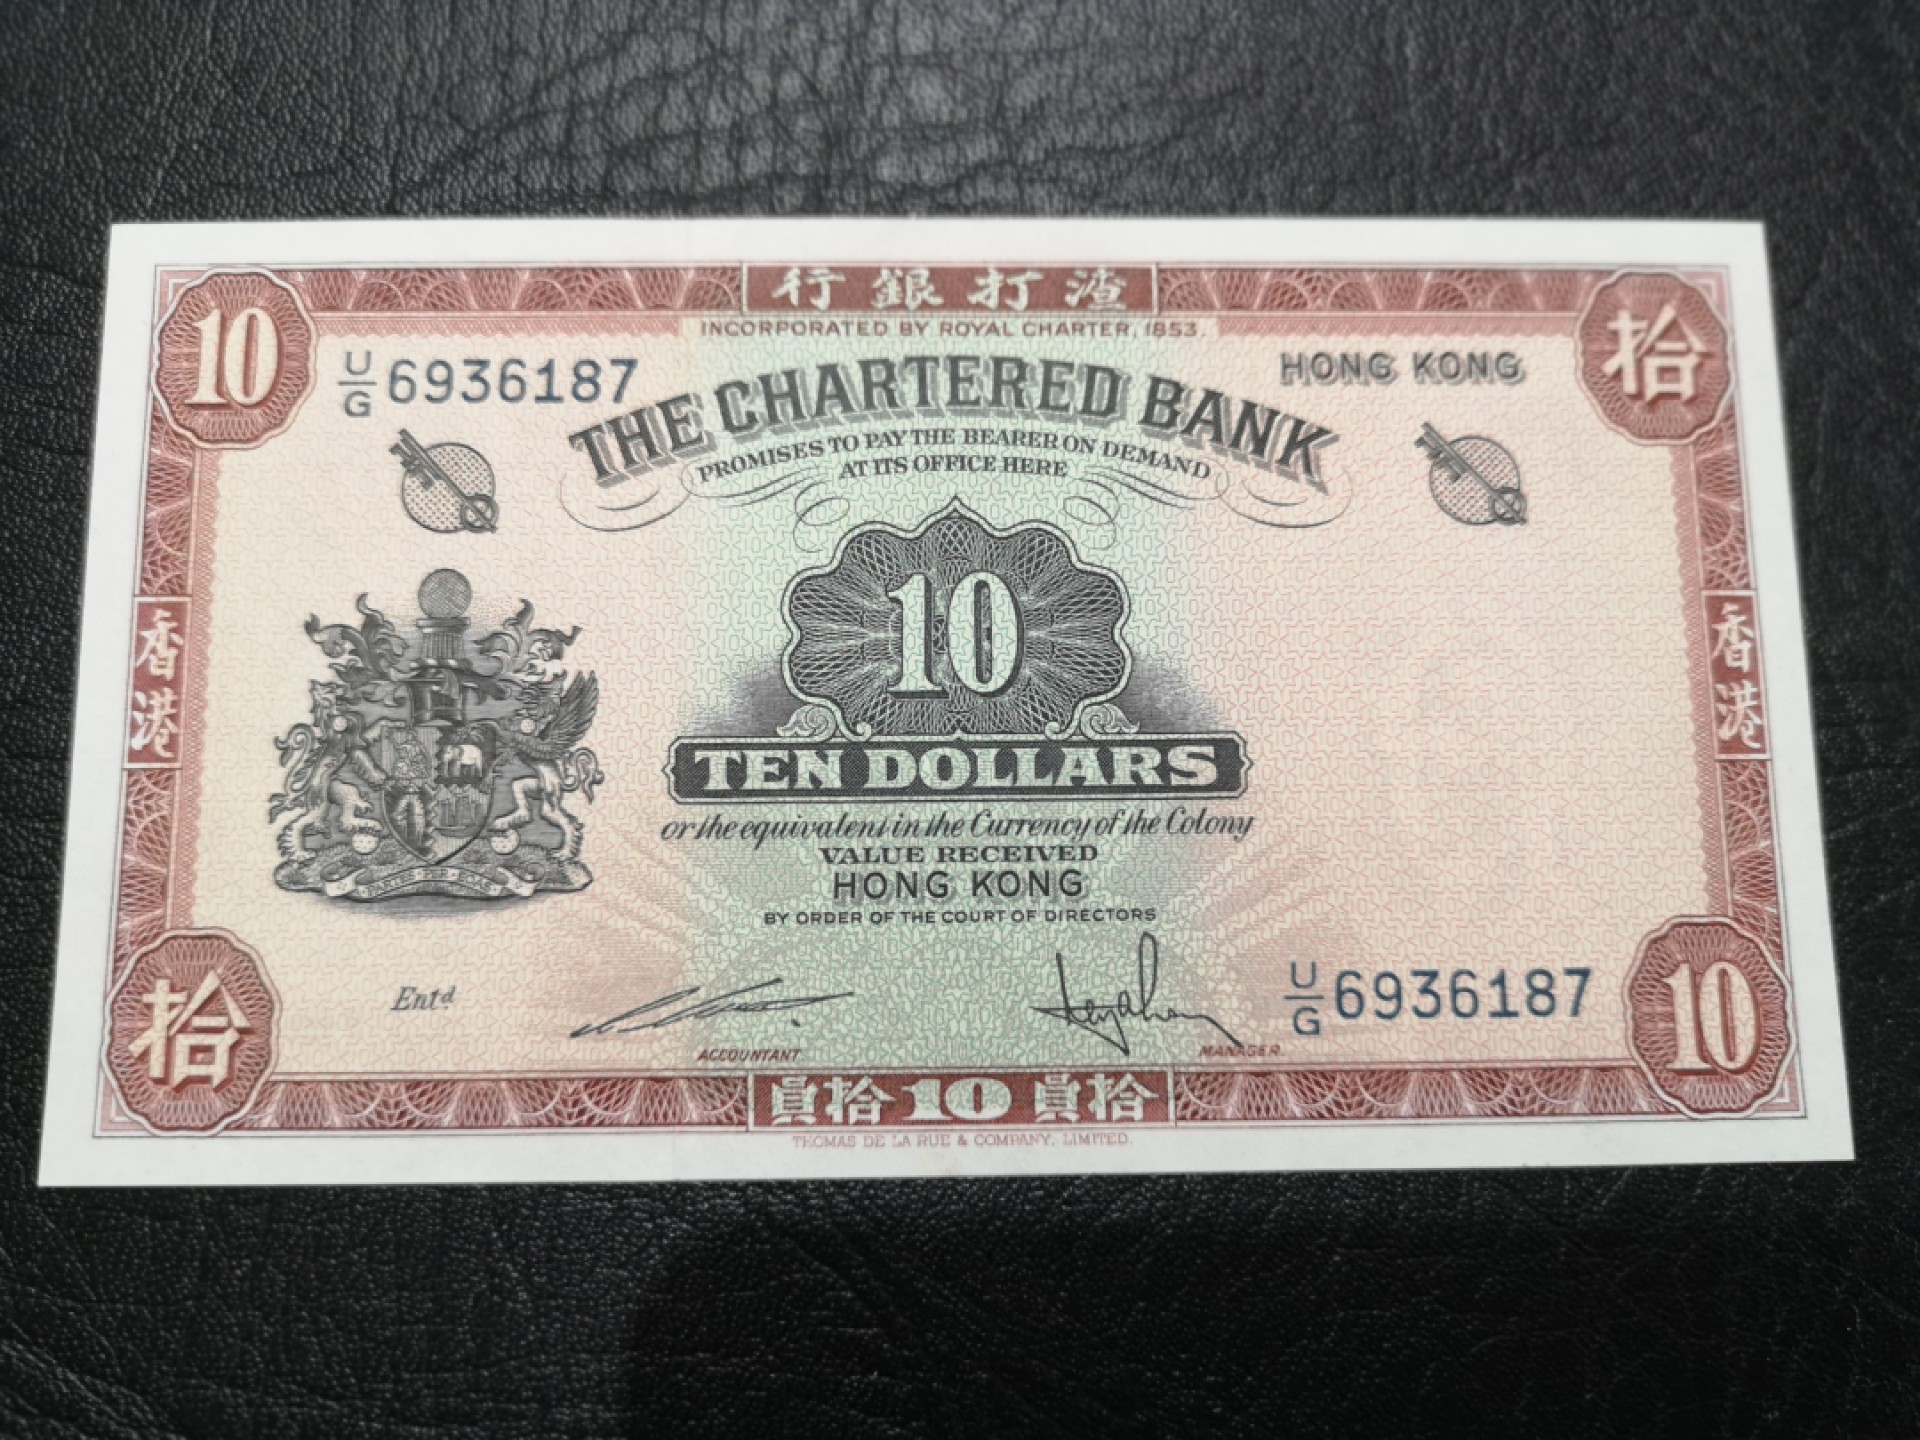 行銀打渣
INCORPORATED BY ROYAL CHARTER, 1853.
10
U/G 6936187
HONG KONG
拾
THE CHARTERED BANK
PROMISES TO PAY THE BEARER ON DEMAND
AT ITS OFFICE HERE
10
香港
香港
TEN DOLLARS
or the equivalent in the Currency of the Colony
VALUE RECEIVED
HONG KONG
BY ORDER OF THE COURT OF DIRECTORS
Entd.
U/G 6936187
拾
10
ACCOUNTANT
MANAGER.
員拾 10 員拾
THOMAS DE LA RUE & COMPANY, LIMITED.